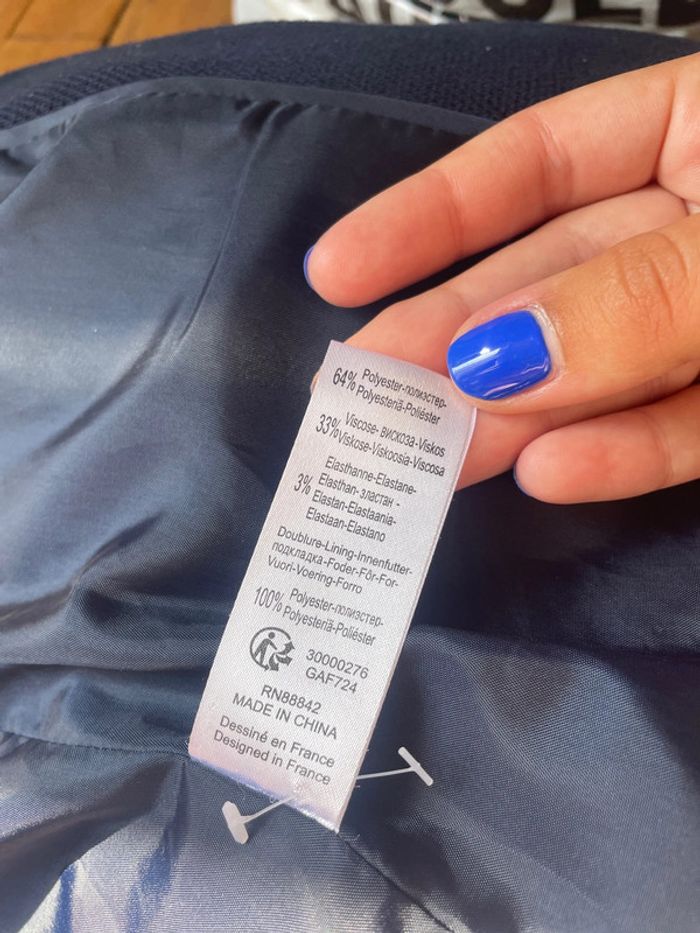 64% Polyester-полиэстер-
Polyesteriä-Poliéster
33% Viscose- вискоза-Viskos
Viskose-Viskoosia-Viscosa
Elasthanne-Elastane-
3% Elasthan-эластан -
Elastan-Elastaania-
Elastaan-Elastano
Doublure-Lining-Innenfutter-
подкладка-Foder-Fôr-For-
Vuori-Voering-Forro
100% Polyester-полиэстер-
Polyesteriä-Poliéster
30000276
GAF724
RN88842
MADE IN CHINA
Dessiné en France
Designed in France